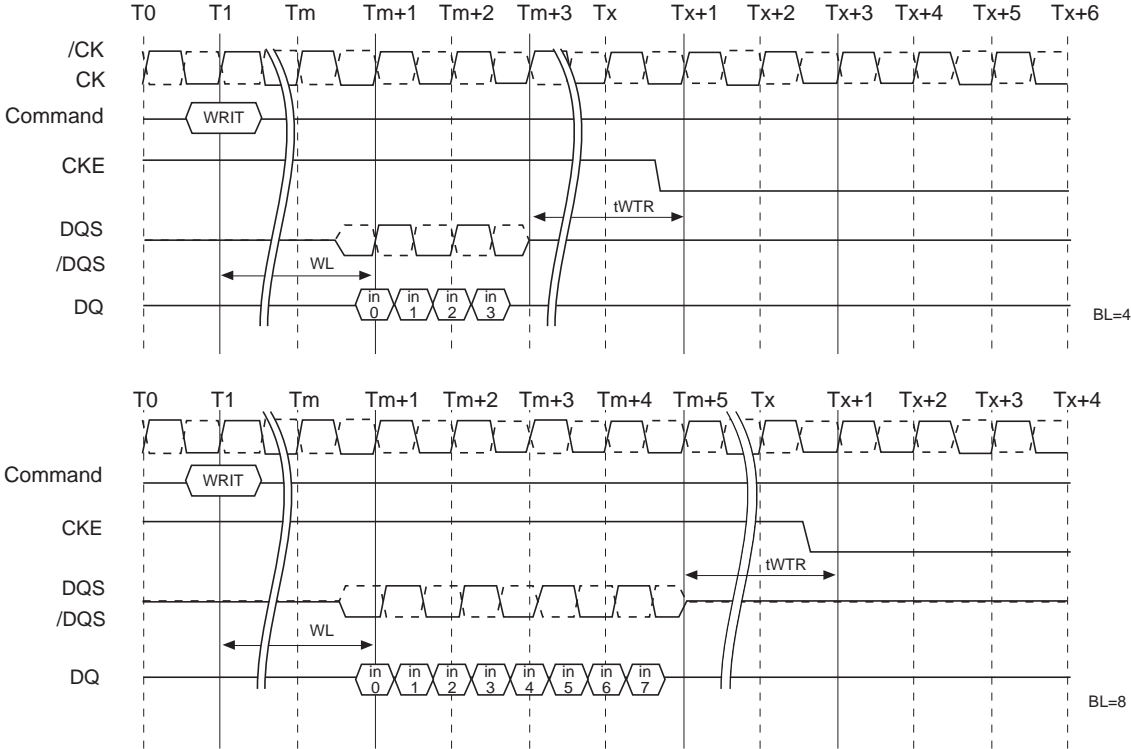 T0 T1 Tm Tm+1 Tm+2 Tm+3 Tx Tx+1 Tx+2 Tx+3 Tx+4 Tx+5 Tx+6
/CK
CK
Command WRIT
CKE
tWTR
DQS
/DQS
WL
DQ in 0 in 1 in 2 in 3
BL=4
T0 T1 Tm Tm+1 Tm+2 Tm+3 Tm+4 Tm+5 Tx Tx+1 Tx+2 Tx+3 Tx+4
Command WRIT
CKE
tWTR
DQS
/DQS
WL
DQ in 0 in 1 in 2 in 3 in 4 in 5 in 6 in 7
BL=8